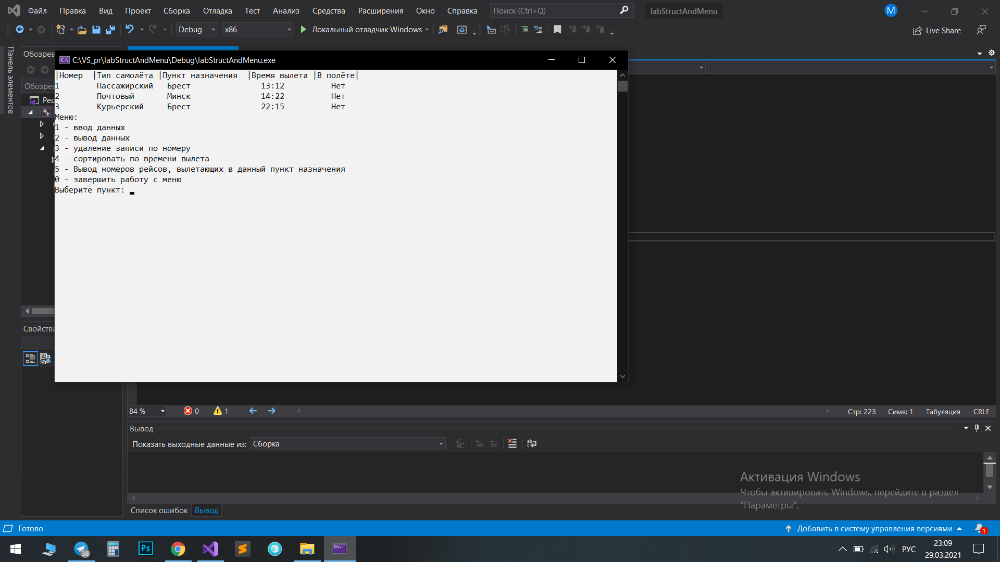 Файл Правка Вид Проект Сборка Отладка Тест Анализ Средства Расширения Окно Справка Поиск (Ctrl+Q) labStructAndMenu M
Debug x86 Локальный отладчик Windows Live Share
Панель элементов
Обозрев
Обозрев
Реш
Свойства
C:\VS_pr\labStructAndMenu\Debug\labStructAndMenu.exe
|Номер |Тип самолёта |Пункт назначения |Время вылета |В полёте|
1 Пассажирский Брест 13:12 Нет
2 Почтовый Минск 14:22 Нет
3 Курьерский Брест 22:15 Нет
Меню:
1 - ввод данных
2 - вывод данных
3 - удаление записи по номеру
4 - сортировать по времени вылета
5 - Вывод номеров рейсов, вылетающих в данный пункт назначения
0 - завершить работу с меню
Выберите пункт:
84 % 0 1 Стр: 223 Симв: 1 Табуляция CRLF
Вывод
Показать выходные данные из: Сборка
Активация Windows
Чтобы активировать Windows, перейдите в раздел
"Параметры".
Список ошибок Вывод
Готово Добавить в систему управления версиями 1
38 Ps РУС 23:09
29.03.2021